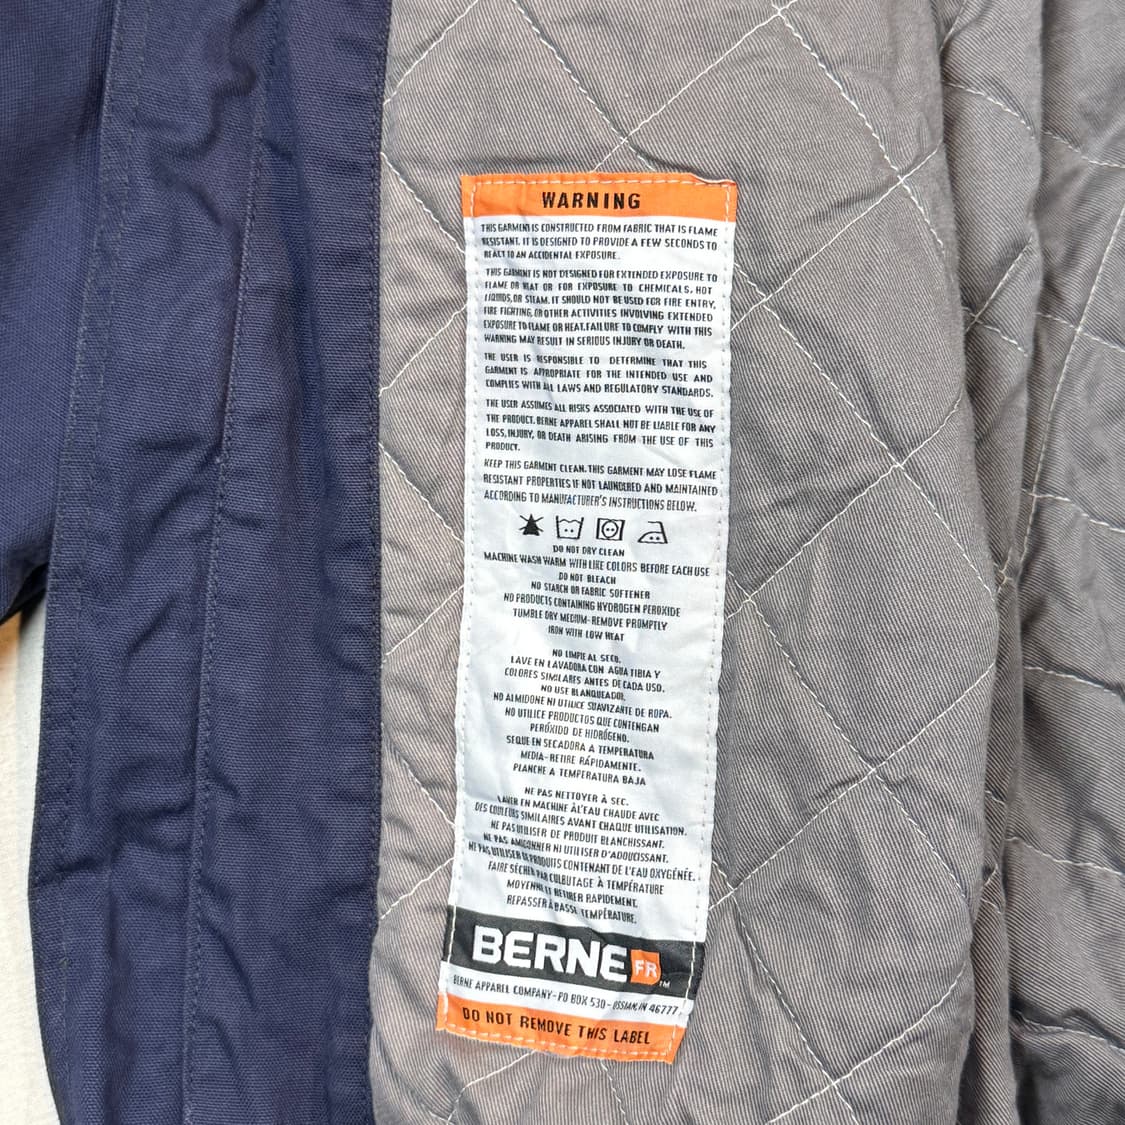 WARNING
THIS GARMENT IS CONSTRUCTED FROM FABRIC THAT IS FLAME
RESISTANT. IT IS DESIGNED TO PROVIDE A FEW SECONDS TO
REACT TO AN ACCIDENTAL EXPOSURE.
THIS GARMENT IS NOT DESIGNED FOR EXTENDED EXPOSURE TO
FLAME OR HEAT OR FOR EXPOSURE TO CHEMICALS, HOT
LIQUIDS, OR STEAM. IT SHOULD NOT BE USED FOR FIRE ENTRY,
FIRE FIGHTING, OR OTHER ACTIVITIES INVOLVING EXTENDED
EXPOSURE TO FLAME OR HEAT. FAILURE TO COMPLY WITH THIS
WARNING MAY RESULT IN SERIOUS INJURY OR DEATH.
THE USER IS RESPONSIBLE TO DETERMINE THAT THIS
GARMENT IS APPROPRIATE FOR THE INTENDED USE AND
COMPLIES WITH ALL LAWS AND REGULATORY STANDARDS.
THE USER ASSUMES ALL RISKS ASSOCIATED WITH THE USE OF
THE PRODUCT. BERNE APPAREL SHALL NOT BE LIABLE FOR ANY
LOSS, INJURY, OR DEATH ARISING FROM THE USE OF THIS
PRODUCT.
KEEP THIS GARMENT CLEAN. THIS GARMENT MAY LOSE FLAME
RESISTANT PROPERTIES IF NOT LAUNDERED AND MAINTAINED
ACCORDING TO MANUFACTURER'S INSTRUCTIONS BELOW.
DO NOT DRY CLEAN
MACHINE WASH WARM WITH LIKE COLORS BEFORE EACH USE
DO NOT BLEACH
NO STARCH OR FABRIC SOFTENER
NO PRODUCTS CONTAINING HYDROGEN PEROXIDE
TUMBLE DRY MEDIUM-REMOVE PROMPTLY
IRON WITH LOW HEAT
NO LIMPIE AL SECO.
LAVE EN LAVADORA CON AGUA TIBIA Y
COLORES SIMILARES ANTES DE CADA USO.
NO USE BLANQUEADOR.
NO ALMIDONE NI UTILICE SUAVIZANTE DE ROPA.
NO UTILICE PRODUCTOS QUE CONTENGAN
PERÓXIDO DE HIDRÓGENO.
SEQUE EN SECADORA A TEMPERATURA
MEDIA-RETIRE RÁPIDAMENTE.
PLANCHE A TEMPERATURA BAJA
NE PAS NETTOYER À SEC.
LAVER EN MACHINE À L'EAU CHAUDE AVEC
DES COULEURS SIMILAIRES AVANT CHAQUE UTILISATION.
NE PAS UTILISER DE PRODUIT BLANCHISSANT.
NE PAS AMIDONNER NI UTILISER D'ADOUCISSANT.
NE PAS UTILISER DE PRODUITS CONTENANT DE L'EAU OXYGÉNÉE.
FAIRE SÉCHER PAR CULBUTAGE À TEMPÉRATURE
MOYENNE ET RETIRER RAPIDEMENT.
REPASSER À BASSE TEMPÉRATURE.
BERNE FR TM
BERNE APPAREL COMPANY-PO BOX 530-OSSIAN, IN 46777
DO NOT REMOVE THIS LABEL